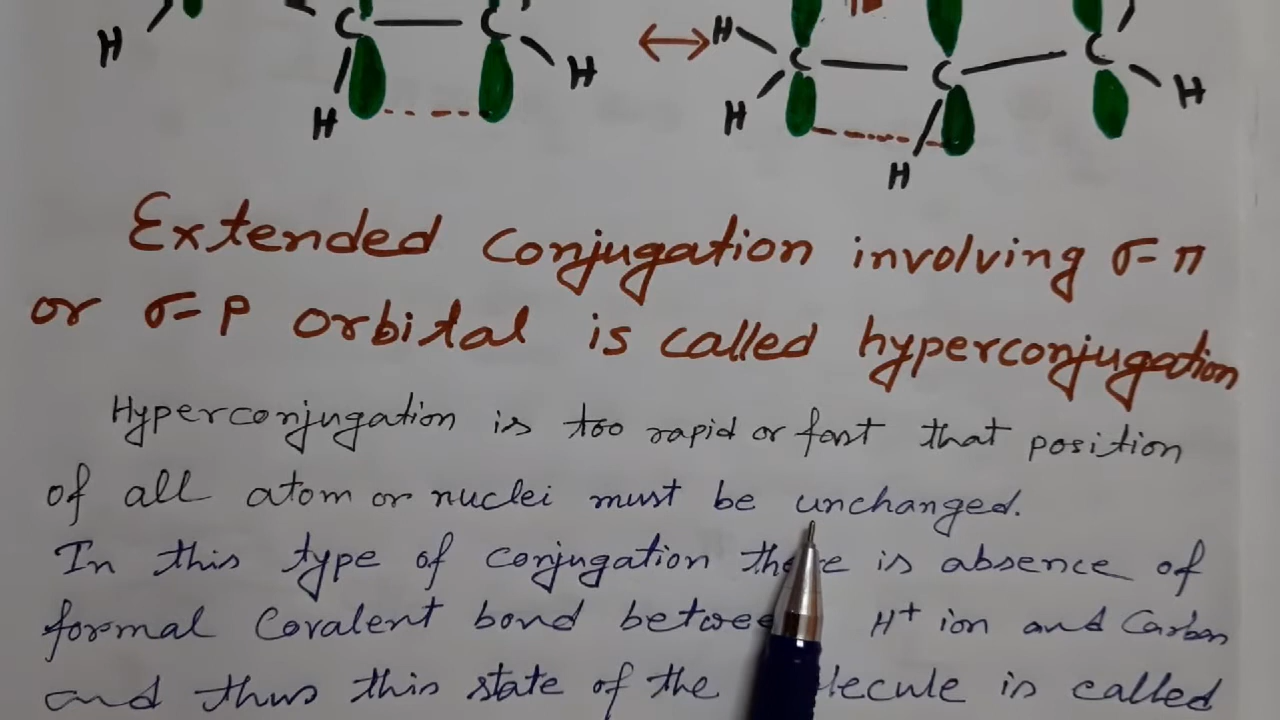 C C
H H H
H C C C H
H
H
Extended conjugation involving σ-π
or σ-p orbital is called hyperconjugation
Hyperconjugation is too rapid or fast that position
of all atom or nuclei must be unchanged.
In this type of conjugation there is absence of
formal covalent bond between H+ ion and Carbon
and thus this state of the molecule is called